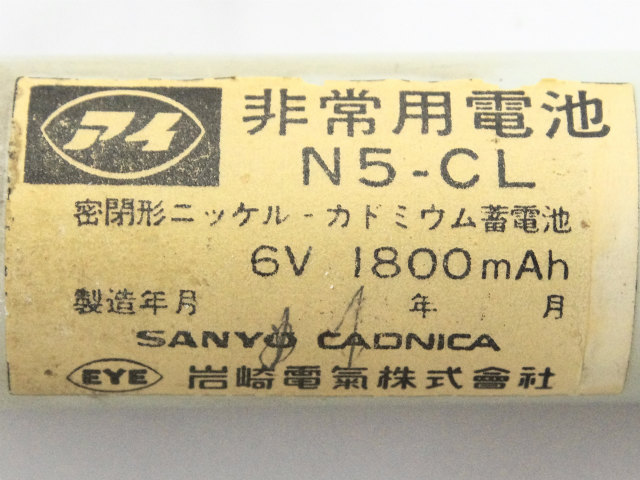 アイ
非常用電池
N5-CL
密閉形ニッケル-カドミウム蓄電池
6V 1800mAh
製造年月 年 月
SANYO CADNICA
EYE 岩崎電氣株式會社